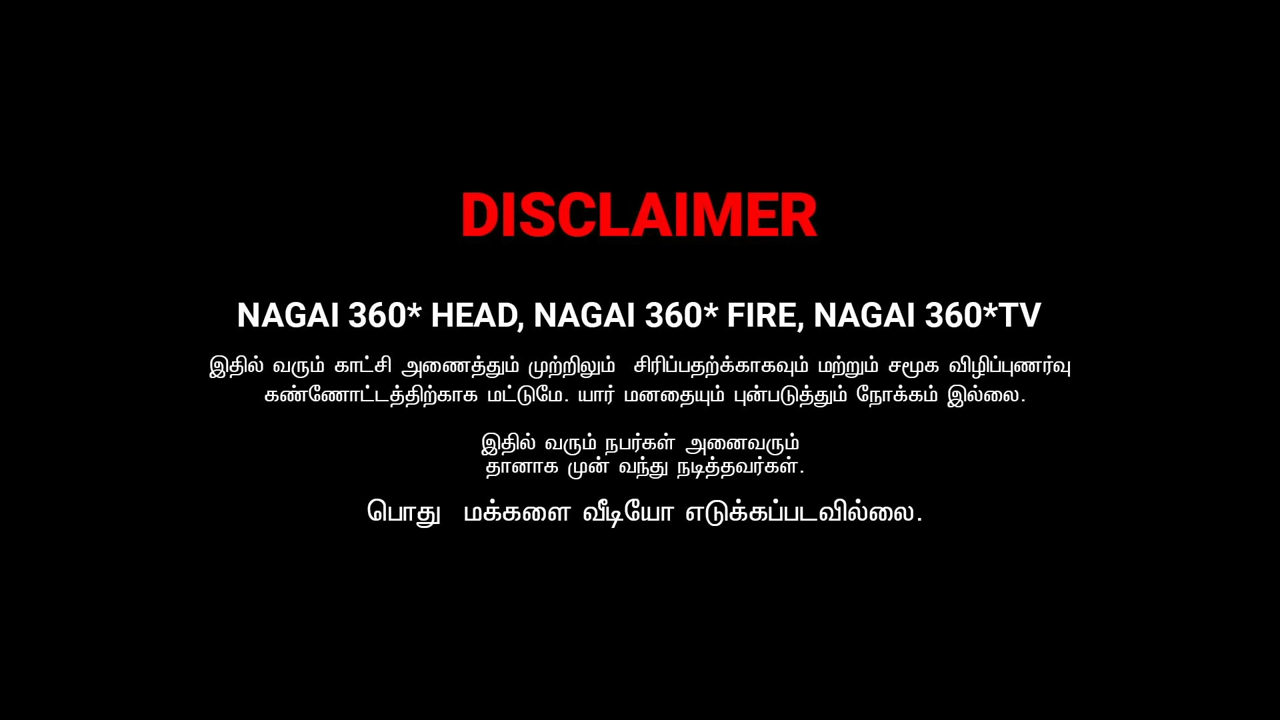 DISCLAIMER
NAGAI 360* HEAD, NAGAI 360* FIRE, NAGAI 360*TV
இதில் வரும் காட்சி அணைத்தும் முற்றிலும் சிரிப்பதற்க்காகவும் மற்றும் சமூக விழிப்புணர்வு
கண்ணோட்டத்திற்காக மட்டுமே. யார் மனதையும் புன்படுத்தும் நோக்கம் இல்லை.
இதில் வரும் நபர்கள் அனைவரும்
தானாக முன் வந்து நடித்தவர்கள்.
பொது மக்களை வீடியோ எடுக்கப்படவில்லை.